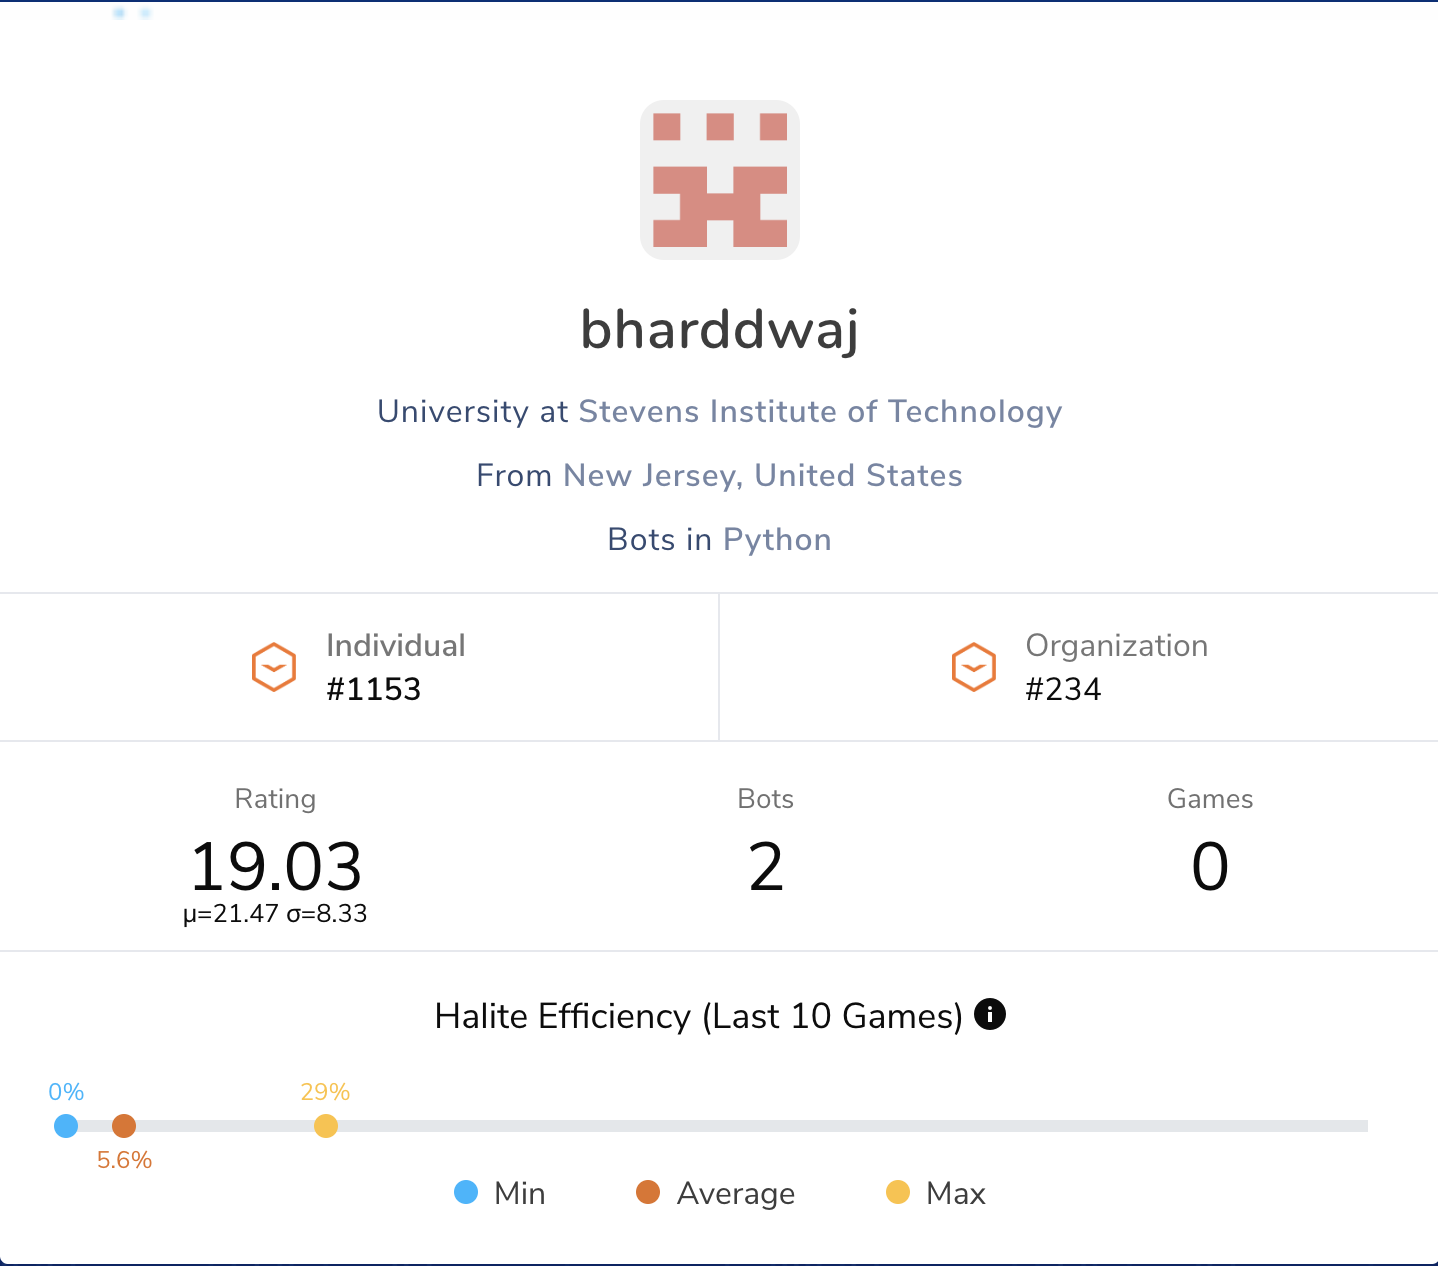 bharddwaj
University at Stevens Institute of Technology
From New Jersey, United States
Bots in Python
Individual
#1153
Organization
#234
Rating
19.03
μ=21.47 σ=8.33
Bots
2
Games
0
Halite Efficiency (Last 10 Games) i
0%
29%
5.6%
Min
Average
Max